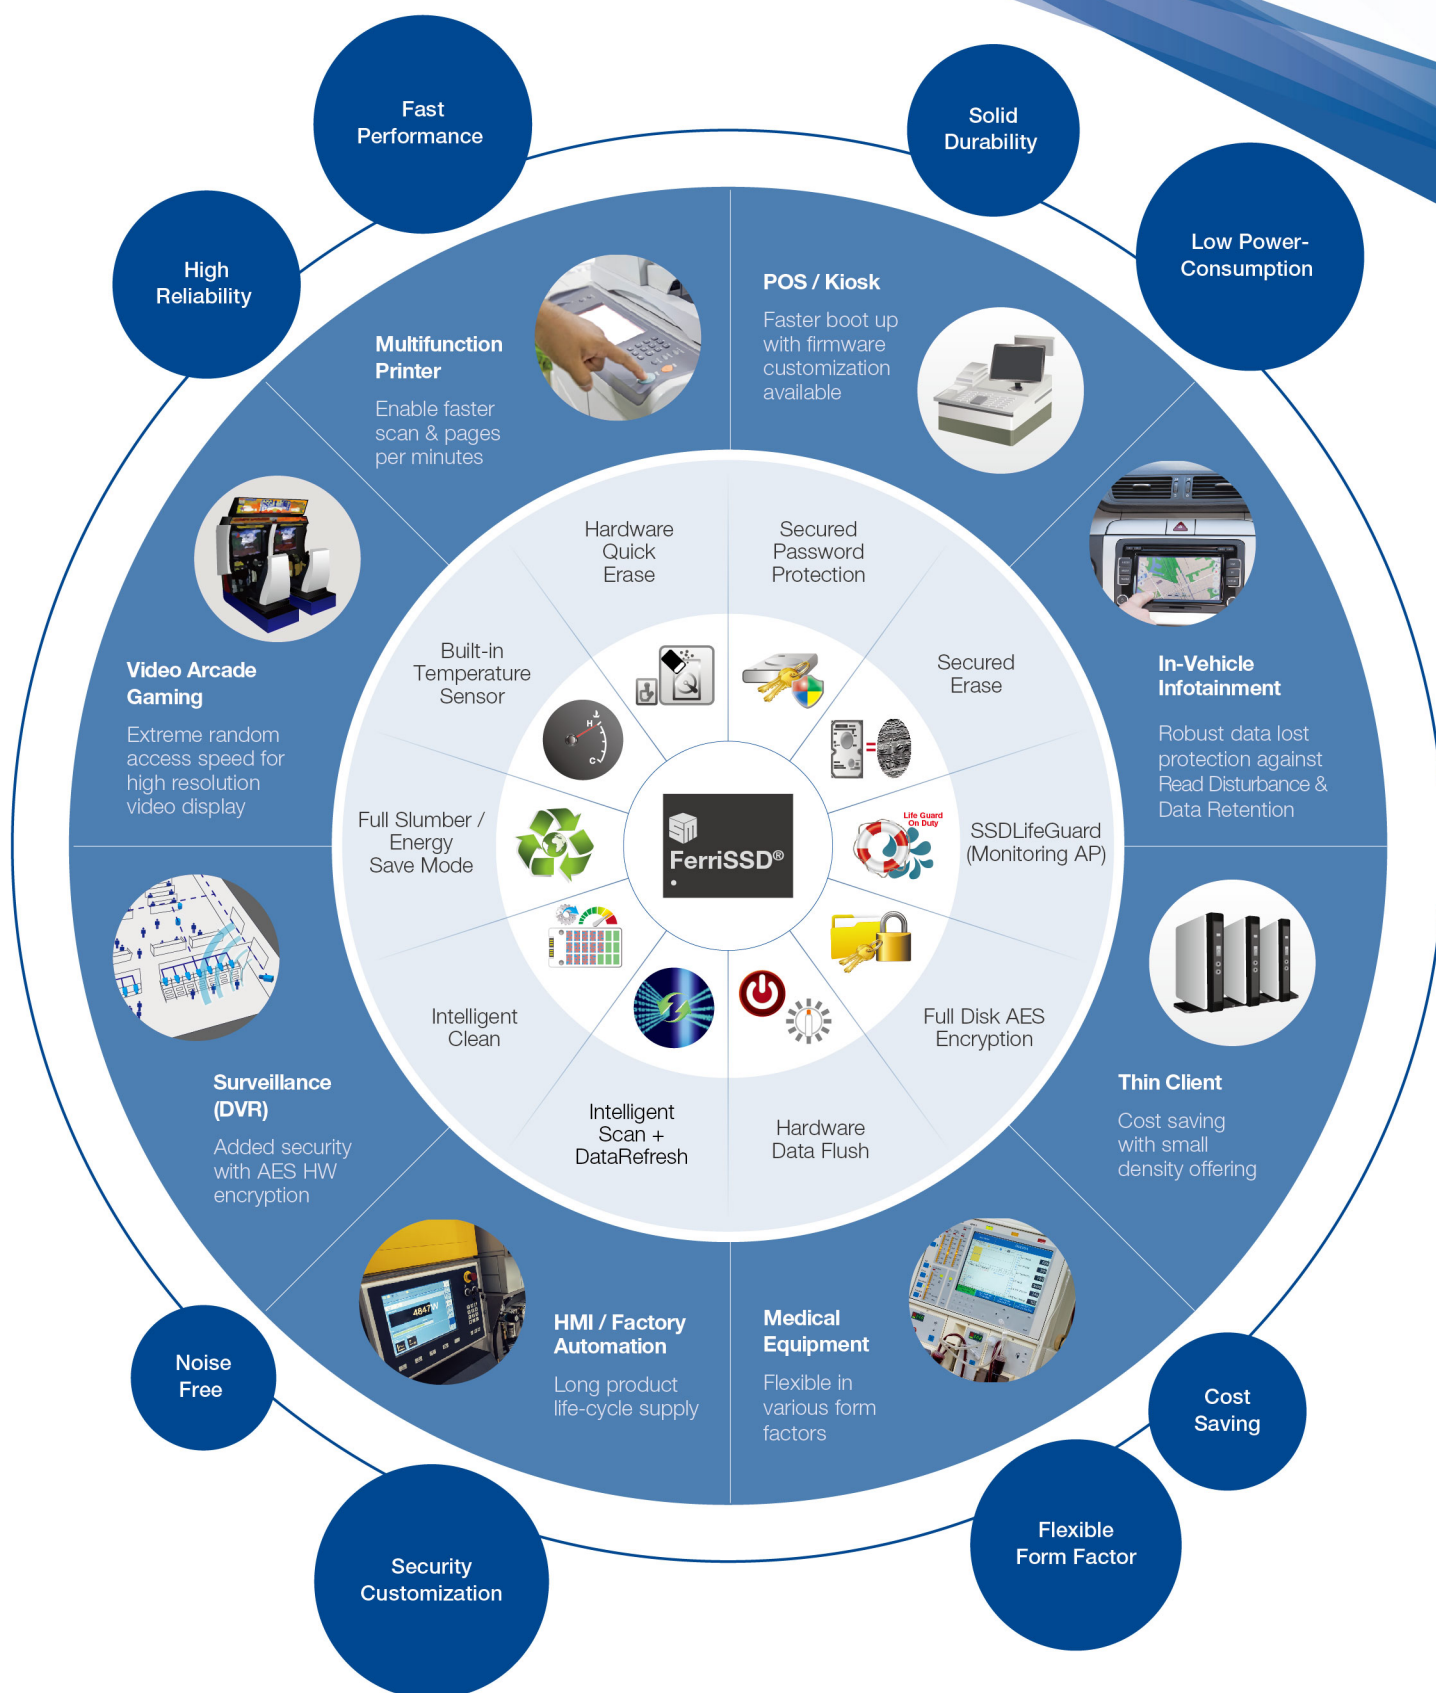 Fast
Performance
Solid
Durability
High
Reliability
Low Power-
Consumption
Multifunction
Printer
Enable faster
scan & pages
per minutes
POS / Kiosk
Faster boot up
with firmware
customization
available
Video Arcade
Gaming
Extreme random
access speed for
high resolution
video display
In-Vehicle
Infotainment
Robust data lost
protection against
Read Disturbance &
Data Retention
Hardware
Quick
Erase
Secured
Password
Protection
Built-in
Temperature
Sensor
H
C
Secured
Erase
=
Full Slumber /
Energy
Save Mode
SM
FerriSSD®
Life Guard
On Duty
SSDLifeGuard
(Monitoring AP)
Intelligent
Clean
Full Disk AES
Encryption
Intelligent
Scan +
DataRefresh
Hardware
Data Flush
Surveillance
(DVR)
Added security
with AES HW
encryption
Thin Client
Cost saving
with small
density offering
4847
HMI / Factory
Automation
Long product
life-cycle supply
Medical
Equipment
Flexible in
various form
factors
Noise
Free
Cost
Saving
Security
Customization
Flexible
Form Factor